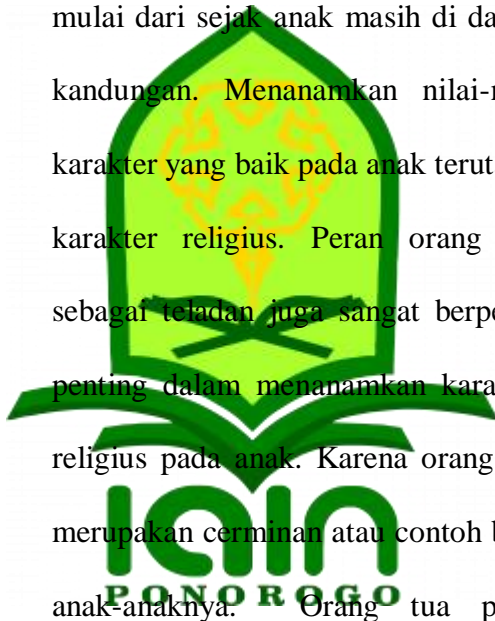 mulai dari sejak anak masih di da
kandungan. Menanamkan nilai-n
karakter yang baik pada anak terut
karakter religius. Peran orang
sebagai teladan juga sangat berpe
penting dalam menanamkan kara
religius pada anak. Karena orang
merupakan cerminan atau contoh b
iain
PONOROGO
anak-anaknya. Orang tua p